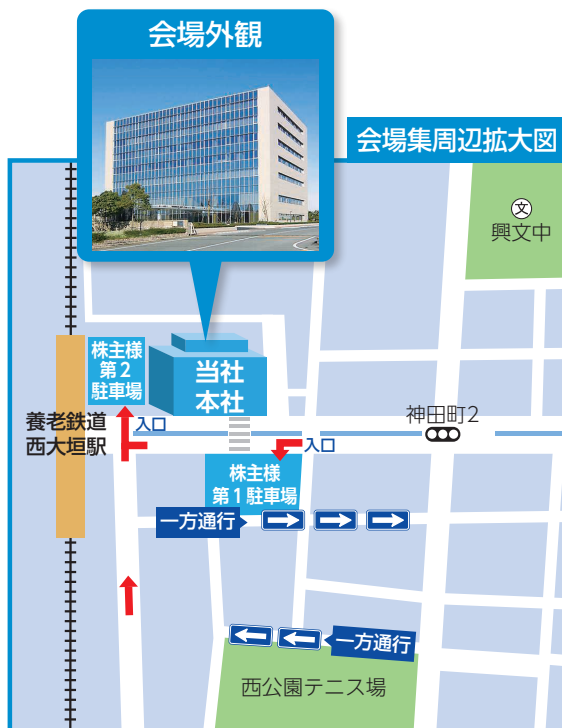 会場外観
会場集周辺拡大図
文
興文中
株主様
第2
駐車場
当社
本社
養老鉄道
西大垣駅
入口
神田町2
入口
株主様
第1駐車場
一方通行
一方通行
西公園テニス場